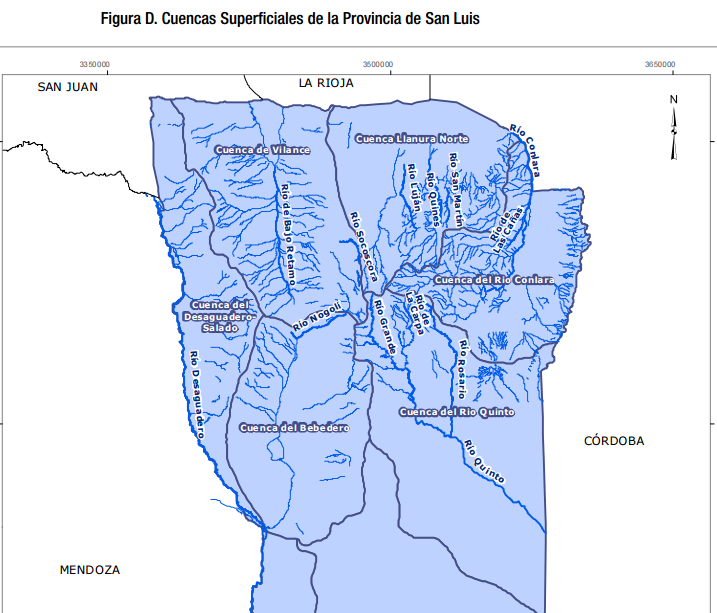 Figura D. Cuencas Superficiales de la Provincia de San Luis
3350000
3500000
3650000
SAN JUAN
LA RIOJA
N
Cuenca de Vilance
Cuenca Llanura Norte
Río Conlara
Río Luán
Río Quines
Río San Martín
Río de Bajo Retamo
Río Socoscora
Río de
Las Cañas
Cuenca del Río Conlara
Cuenca del
Desaguadero-
Salado
Río Nogolí
Río Grande
Río de
La Carpa
Río Desaguadero
Río Rosario
Cuenca del Río Quinto
Cuenca del Bebedero
CÓRDOBA
Río Quinto
MENDOZA